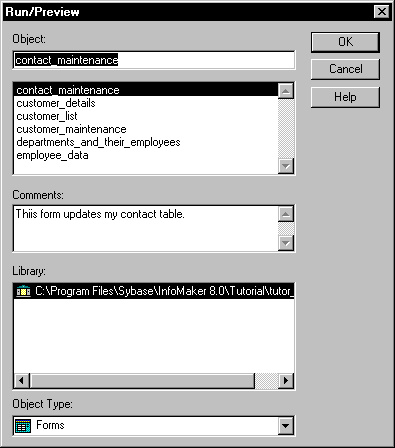 Run/Preview
Object:
contact_maintenance
OK
Cancel
Help
contact_maintenance
customer_details
customer_list
customer_maintenance
departments_and_their_employees
employee_data
Comments:
Thiis form updates my contact table.
Library:
C:\Program Files\Sybase\InfoMaker 8.0\Tutorial\tutor_
Object Type:
Forms